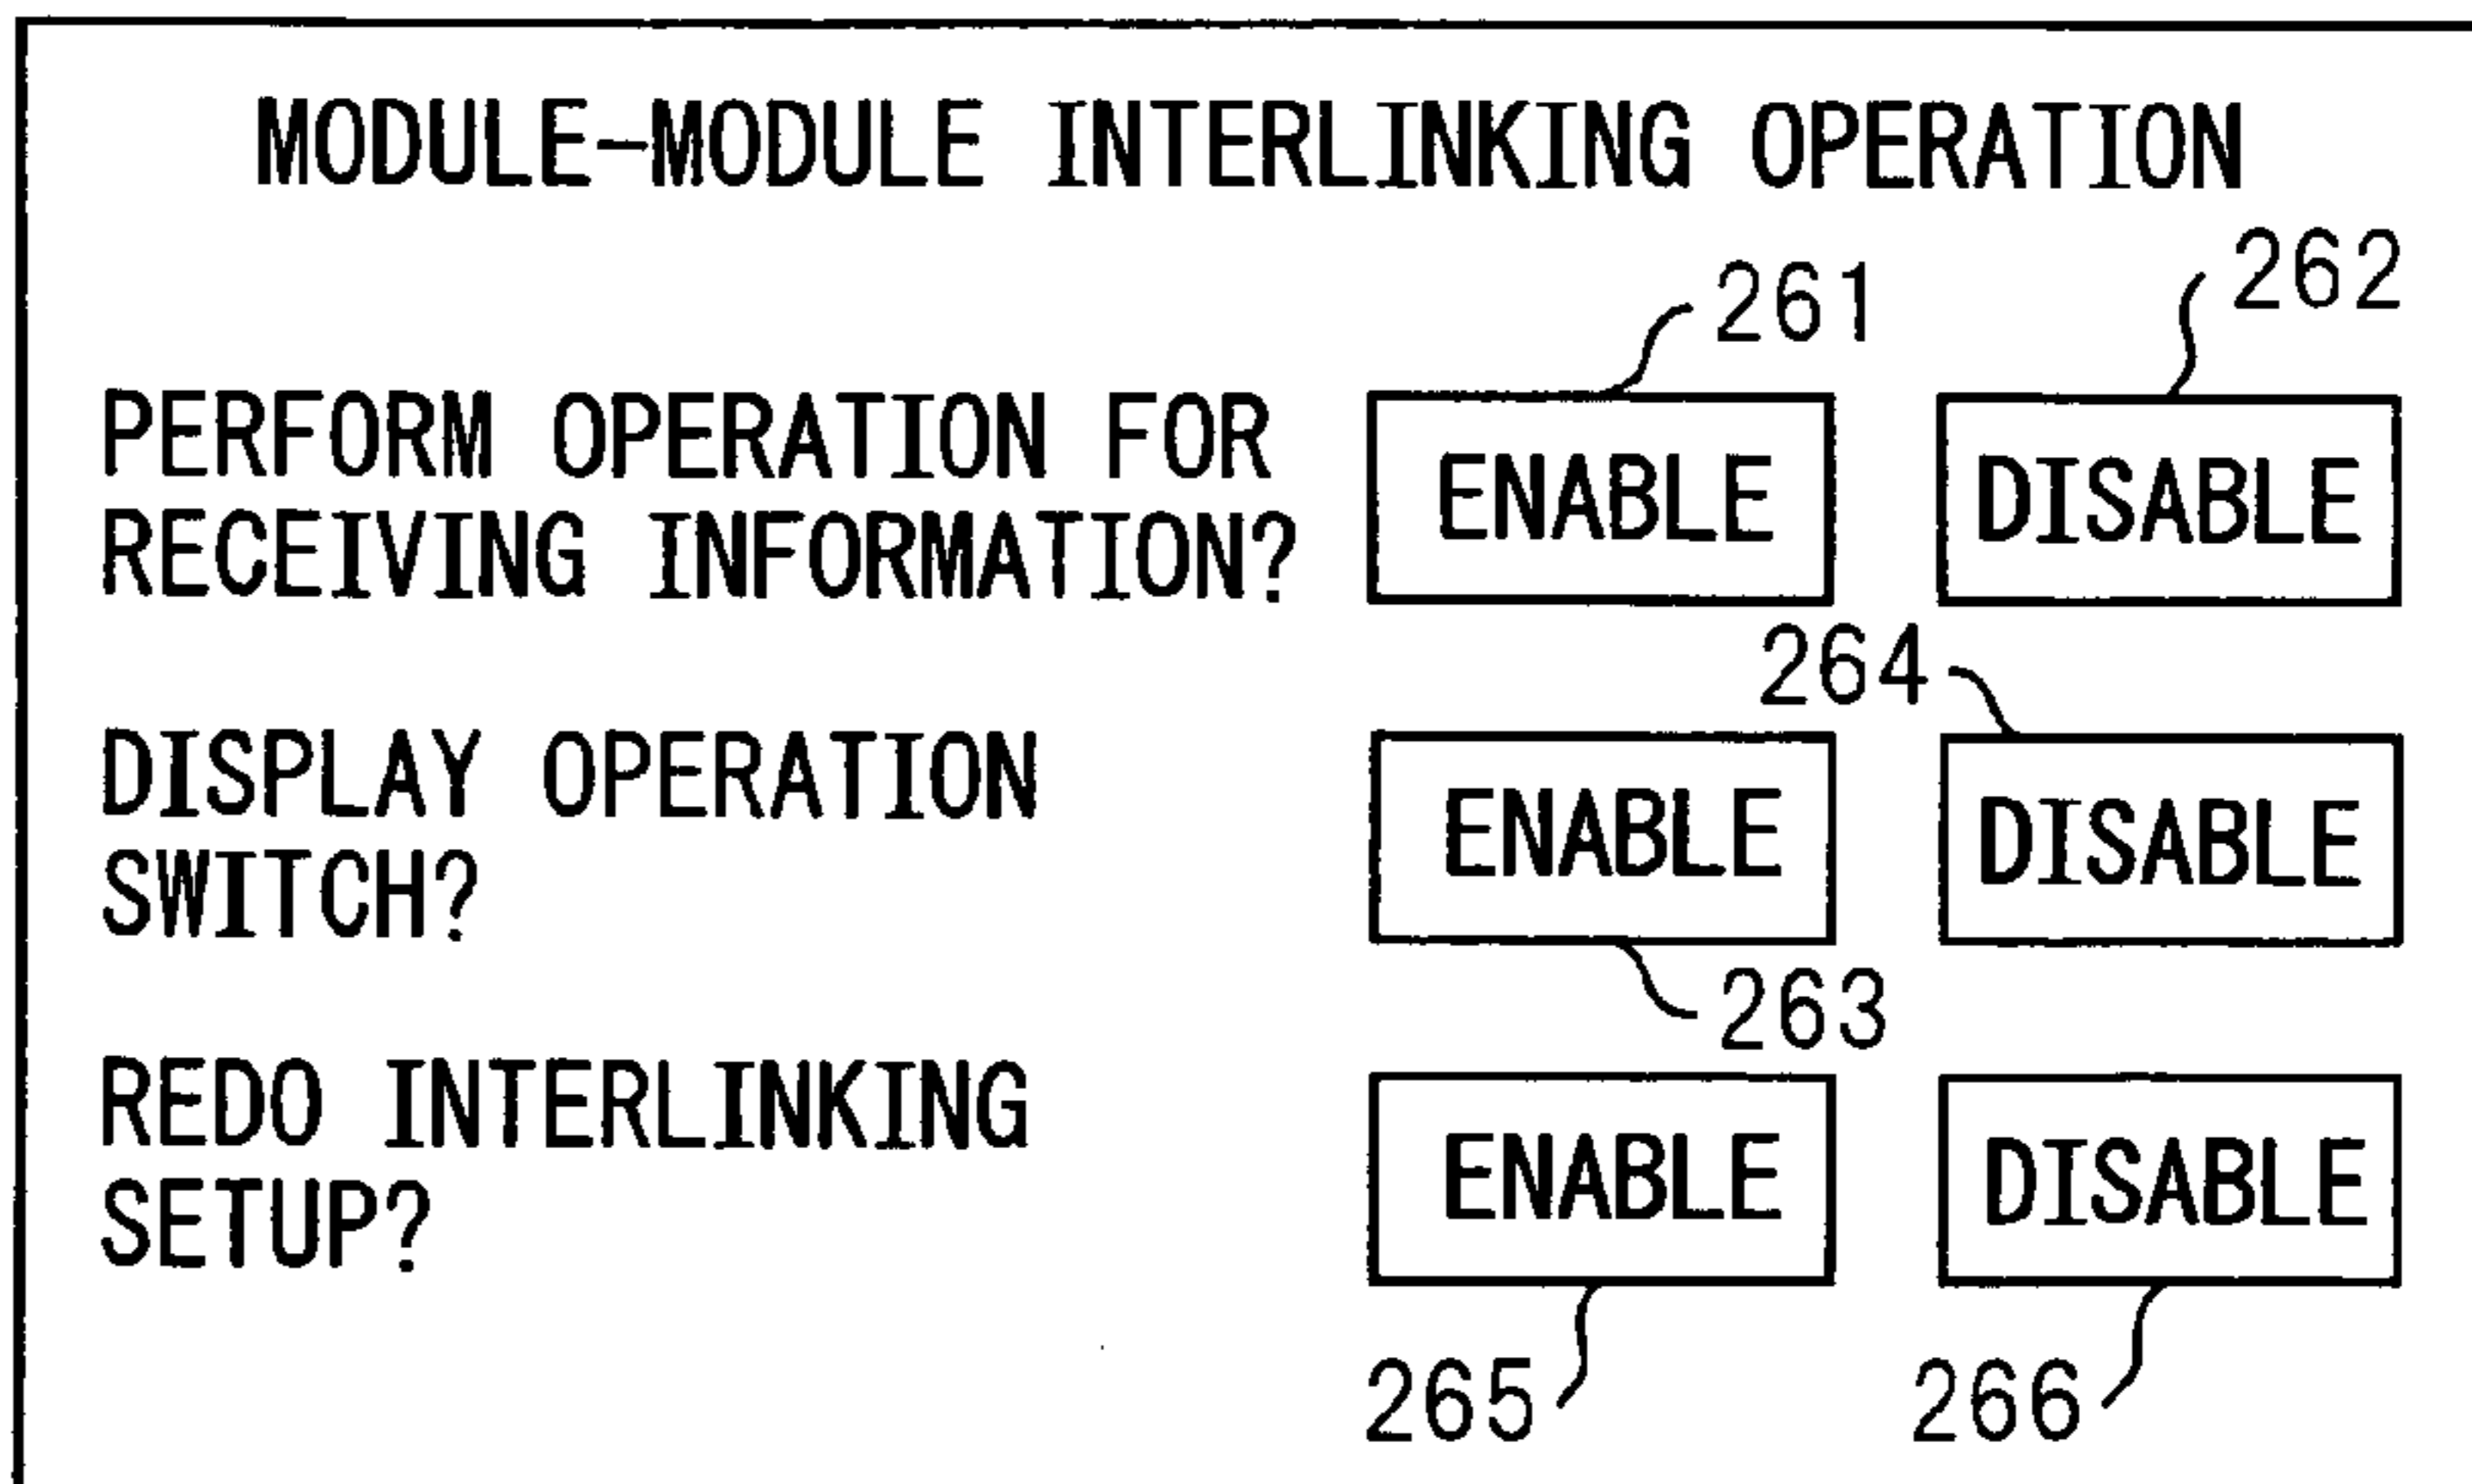 MODULE-MODULE INTERLINKING OPERATION
261
262
PERFORM OPERATION FOR
RECEIVING INFORMATION?
ENABLE
DISABLE
264
DISPLAY OPERATION
SWITCH?
ENABLE
DISABLE
263
REDO INTERLINKING
SETUP?
ENABLE
DISABLE
265
266